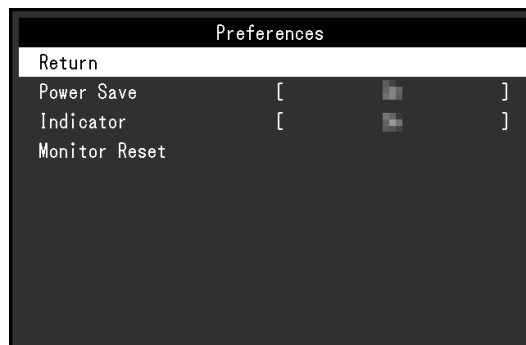 Preferences
Return
Power Save [ ]
Indicator [ ]
Monitor Reset